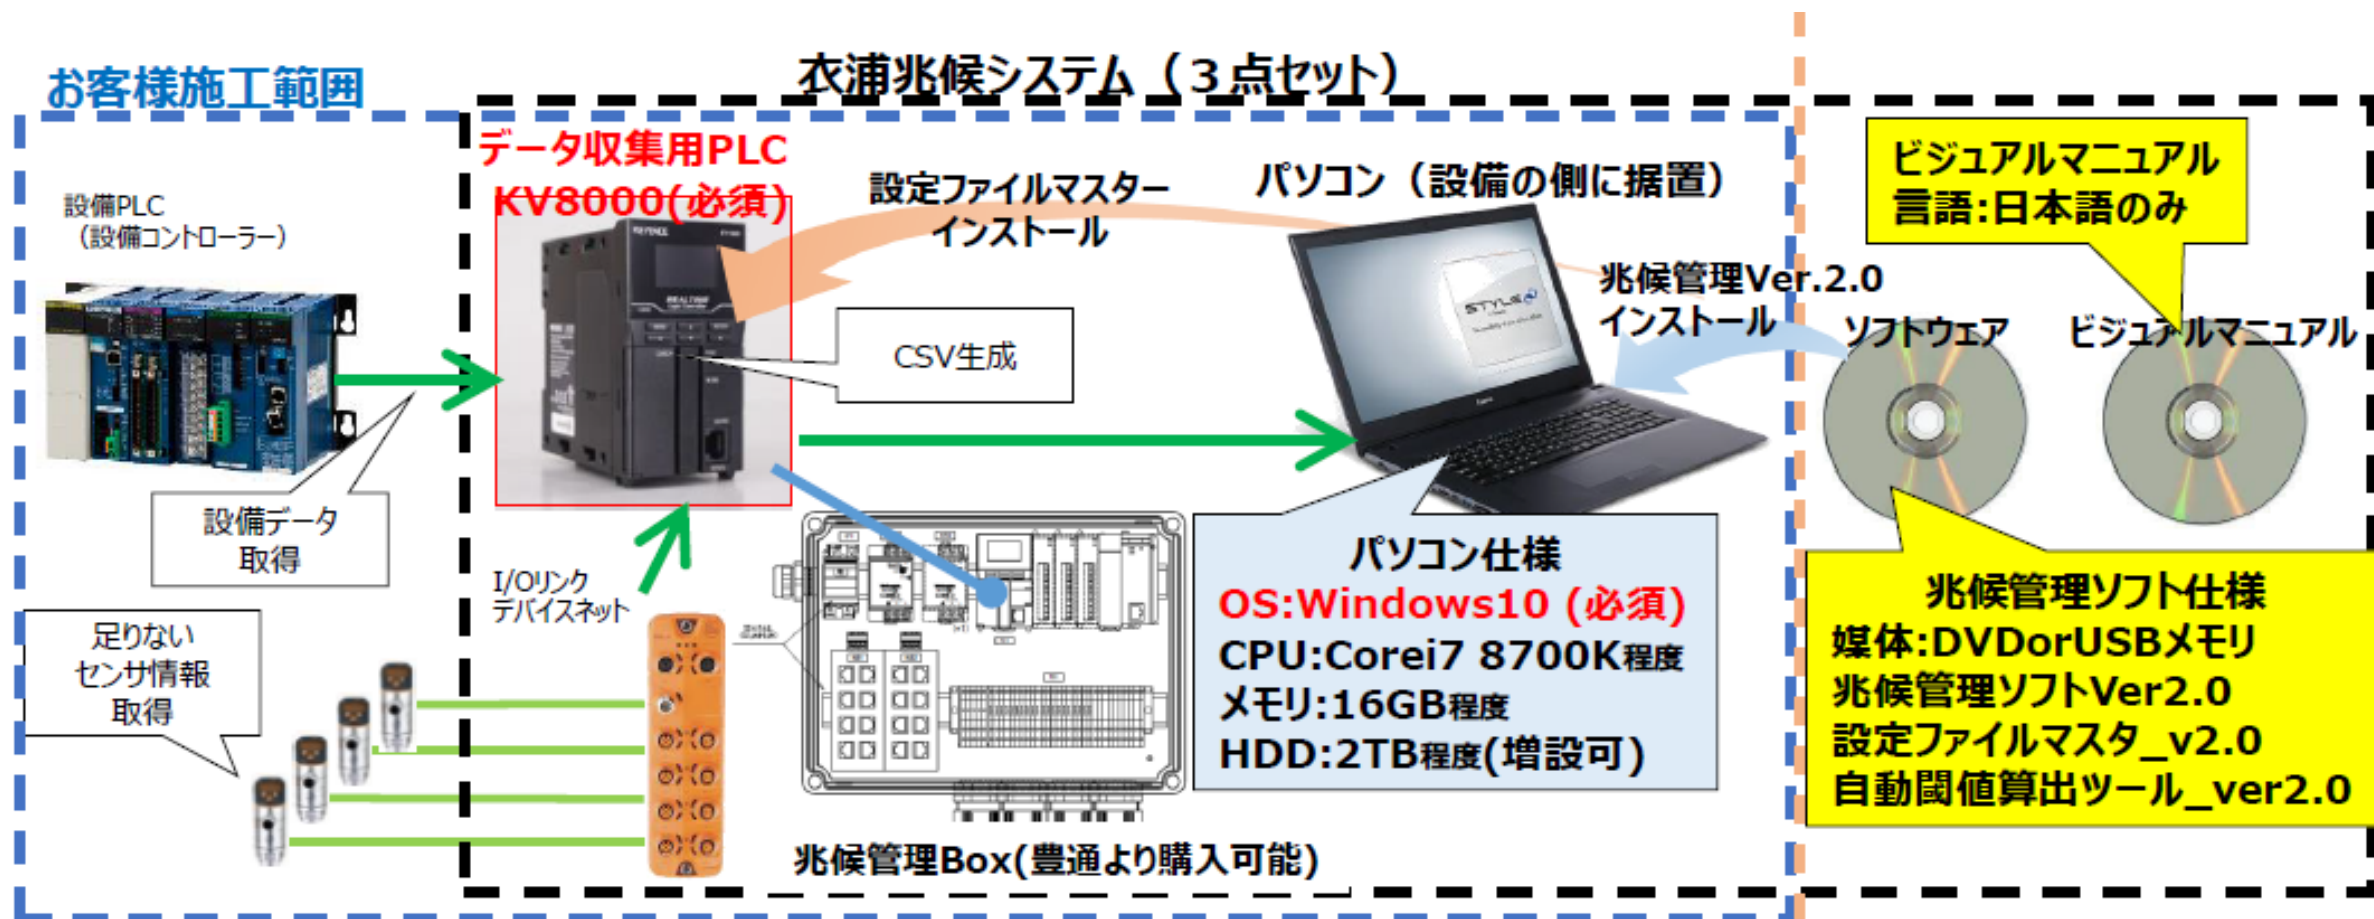 衣浦兆候システム（３点セット）
お客様施工範囲
データ収集用PLC
KV8000(必須)
設定ファイルマスター
インストール
パソコン（設備の側に据置）
ビジュアルマニュアル
言語:日本語のみ
設備PLC
（設備コントローラー）
兆候管理Ver.2.0
インストール
ソフトウェア
ビジュアルマニュアル
KEYENCE
STYLE
CSV生成
設備データ
取得
I/Oリンク
デバイスネット
足りない
センサ情報
取得
パソコン仕様
OS:Windows10 (必須)
CPU:Corei7 8700K程度
メモリ:16GB程度
HDD:2TB程度(増設可)
兆候管理ソフト仕様
媒体:DVDorUSBメモリ
兆候管理ソフトVer2.0
設定ファイルマスタ_v2.0
自動閾値算出ツール_ver2.0
兆候管理Box(豊通より購入可能)